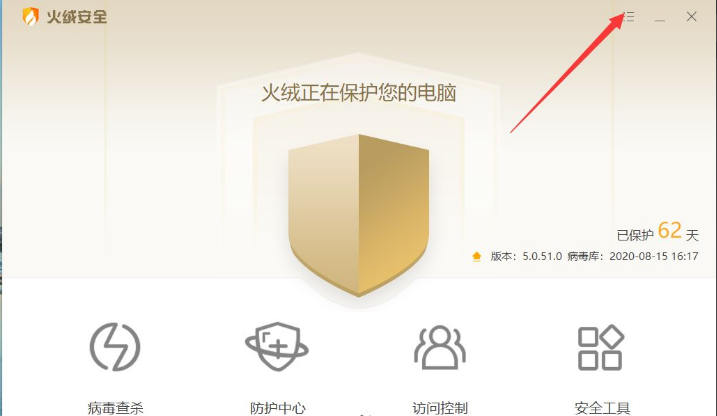 火绒安全
火绒正在保护您的电脑
已保护 62 天
版本：5.0.51.0 病毒库：2020-08-15 16:17
病毒查杀 防护中心 访问控制 安全工具